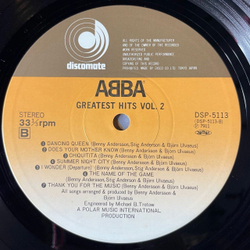 discomate
ALL RIGHTS OF THE MANUFACTURER
AND OF THE OWNER OF THE RECORDED
WORK RESERVED
UNAUTHORIZED PUBLIC PERFORMANCE
BROADCASTING AND
COPYING OF THIS RECORD
ABBA
GREATEST HITS VOL. 2
STEREO
33⅓ rpm
B
DSP-5113
(DSP-5113-B)
1. DANCING QUEEN (Benny Andersson, Stig Anderson & Björn Ulvaeus)
2. DOES YOUR MOTHER KNOW (Benny Andersson & Björn Ulvaeus)
3. CHIQUITITA (Benny Andersson & Björn Ulvaeus)
4. SUMMER NIGHT CITY (Benny Andersson & Björn Ulvaeus)
5. I WONDER (Departure) (Benny Andersson, Stig Anderson & Björn Ulvaeus)
6. THE NAME OF THE GAME
(Benny Andersson, Stig Anderson & Björn Ulvaeus)
7. THANK YOU FOR THE MUSIC (Benny Andersson & Björn Ulvaeus)
All songs arranged & produced by Benny Andersson &
Björn Ulvaeus
Engineered by Michael B. Tretow
A POLAR MUSIC INTERNATIONAL
PRODUCTION